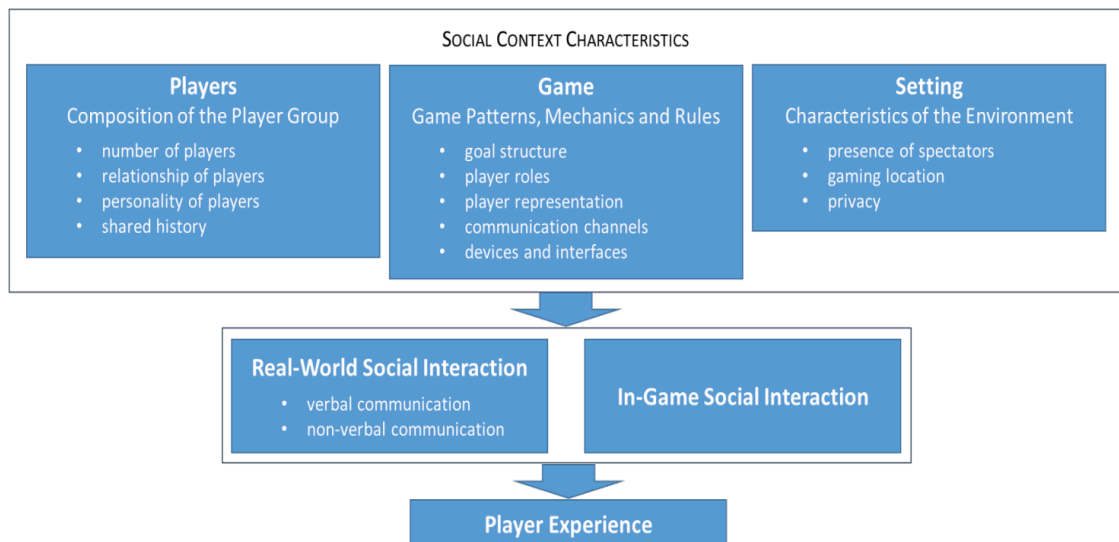 SOCIAL CONTEXT CHARACTERISTICS
Players
Composition of the Player Group
• number of players
• relationship of players
• personality of players
• shared history
Game
Game Patterns, Mechanics and Rules
• goal structure
• player roles
• player representation
• communication channels
• devices and interfaces
Setting
Characteristics of the Environment
• presence of spectators
• gaming location
• privacy
Real-World Social Interaction
• verbal communication
• non-verbal communication
In-Game Social Interaction
Player Experience